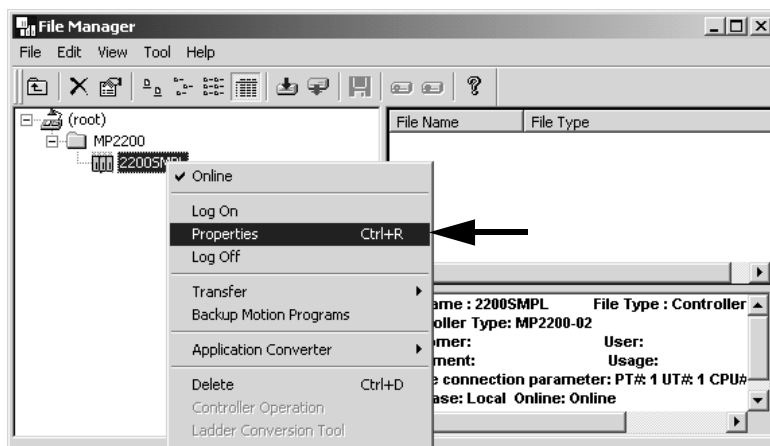 File Manager
File Edit View Tool Help
(root)
MP2200
2200SMPL
File Name File Type
Online
Log On
Properties Ctrl+R
Log Off
Transfer
Backup Motion Programs
Application Converter
Delete Ctrl+D
Controller Operation
Ladder Conversion Tool
ame : 2200SMPL File Type : Controller
oller Type: MP2200-02
omer: User:
ment: Usage:
e connection parameter: PT#: 1 UT#: 1 CPU#
ase: Local Online: Online